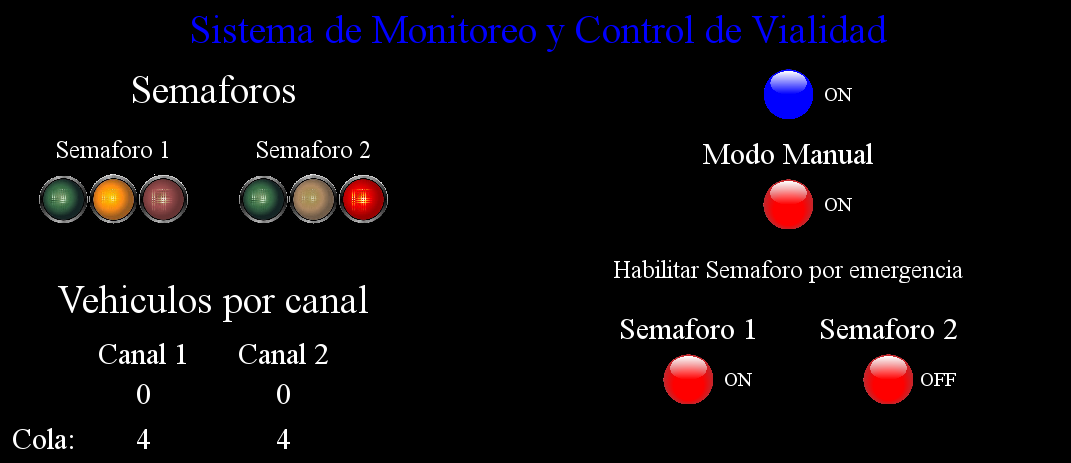 Sistema de Monitoreo y Control de Vialidad
Semaforos
Semaforo 1
Semaforo 2
Vehiculos por canal
Canal 1
Canal 2
0
0
Cola:
4
4
ON
Modo Manual
ON
Habilitar Semaforo por emergencia
Semaforo 1
Semaforo 2
ON
OFF